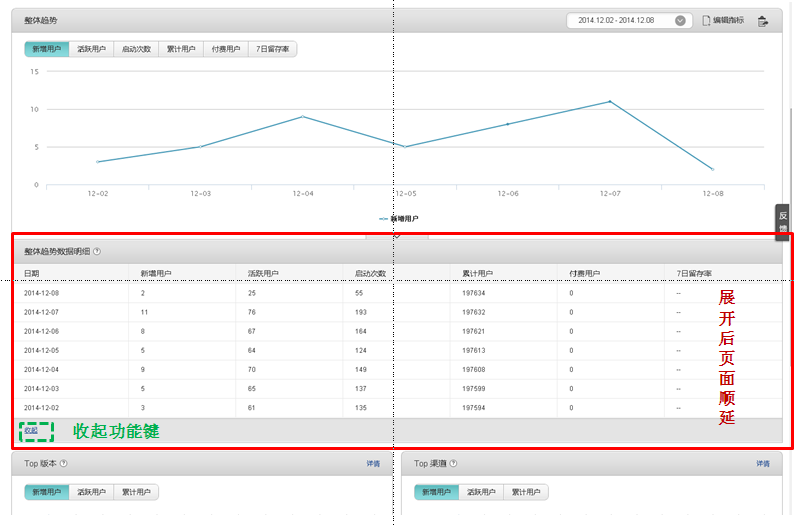 整体趋势 2014.12.02 - 2014.12.08 编辑指标
新增用户 活跃用户 启动次数 累计用户 付费用户 7日留存率
15
10
5
0
12-02 12-03 12-04 12-05 12-06 12-07 12-08
新增用户
反馈
整体趋势数据明细 ?
日期 新增用户 活跃用户 启动次数 累计用户 付费用户 7日留存率
2014-12-08 2 25 55 197634 0 --
2014-12-07 11 76 193 197632 0 --
2014-12-06 8 67 164 197621 0 --
2014-12-05 5 64 124 197613 0 --
2014-12-04 9 70 149 197608 0 --
2014-12-03 5 65 137 197599 0 --
2014-12-02 3 61 135 197594 0 --
展开后页面顺延
收起 收起功能键
Top 版本 ? 详情
新增用户 活跃用户 累计用户
Top 渠道 ? 详情
新增用户 活跃用户 累计用户